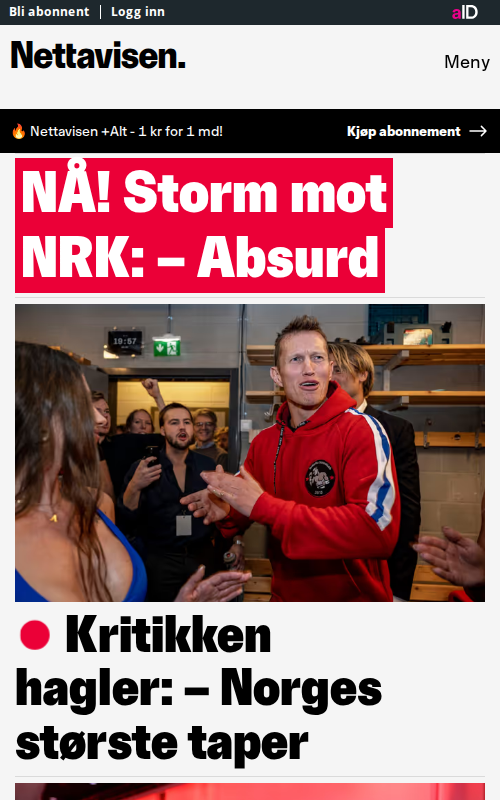 Bli abonnent | Logg inn
aID
Nettavisen.
Meny
🔥 Nettavisen +Alt - 1 kr for 1 md!
Kjøp abonnement →
NÅ! Storm mot
NRK: – Absurd
19:57
Kritikken
hagler: – Norges
største taper